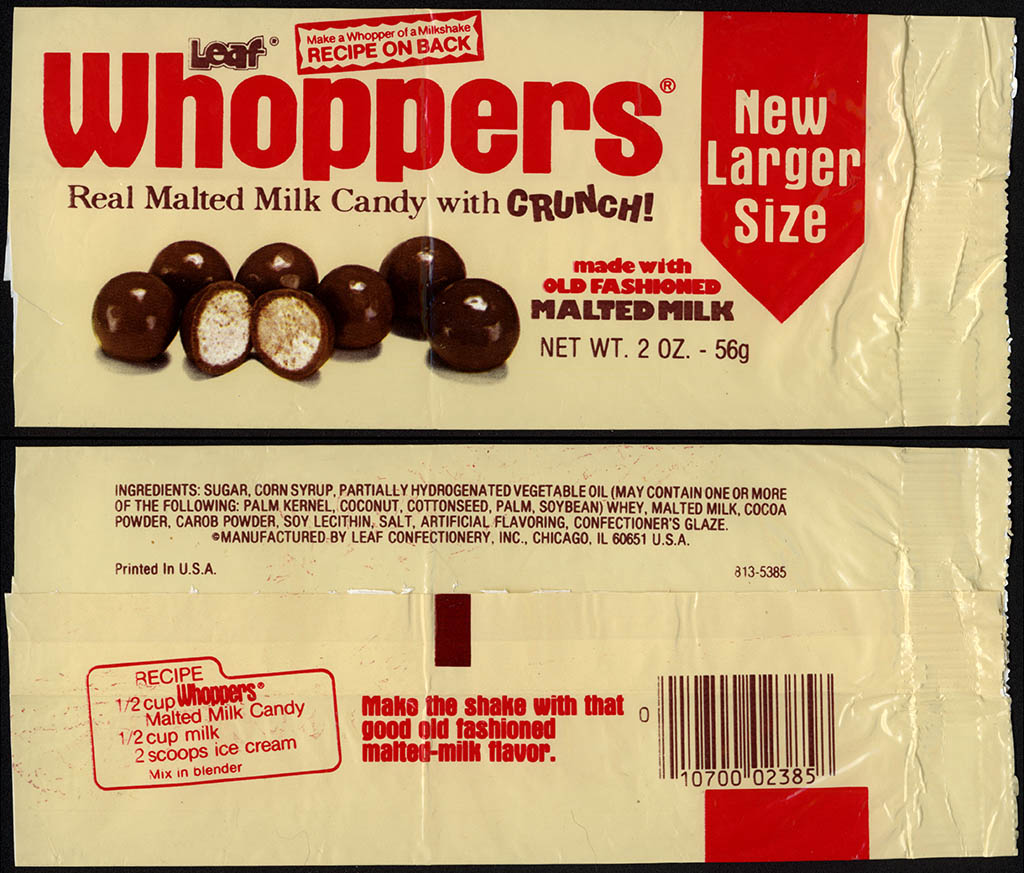 Leaf®
Make a Whopper of a Milkshake
RECIPE ON BACK
Whoppers®
Real Malted Milk Candy with CRUNCH!
New
Larger
Size
made with
OLD FASHIONED
MALTED MILK
NET WT. 2 OZ. - 56g
INGREDIENTS: SUGAR, CORN SYRUP, PARTIALLY HYDROGENATED VEGETABLE OIL (MAY CONTAIN ONE OR MORE
OF THE FOLLOWING: PALM KERNEL, COCONUT, COTTONSEED, PALM, SOYBEAN) WHEY, MALTED MILK, COCOA
POWDER, CAROB POWDER, SOY LECITHIN, SALT, ARTIFICIAL FLAVORING, CONFECTIONER'S GLAZE.
©MANUFACTURED BY LEAF CONFECTIONERY, INC., CHICAGO, IL 60651 U.S.A.
Printed In U.S.A.
813-5385
RECIPE
1/2 cup Whoppers®
Malted Milk Candy
1/2 cup milk
2 scoops ice cream
Mix in blender
Make the shake with that
good old fashioned
malted-milk flavor.
0 10700 02385